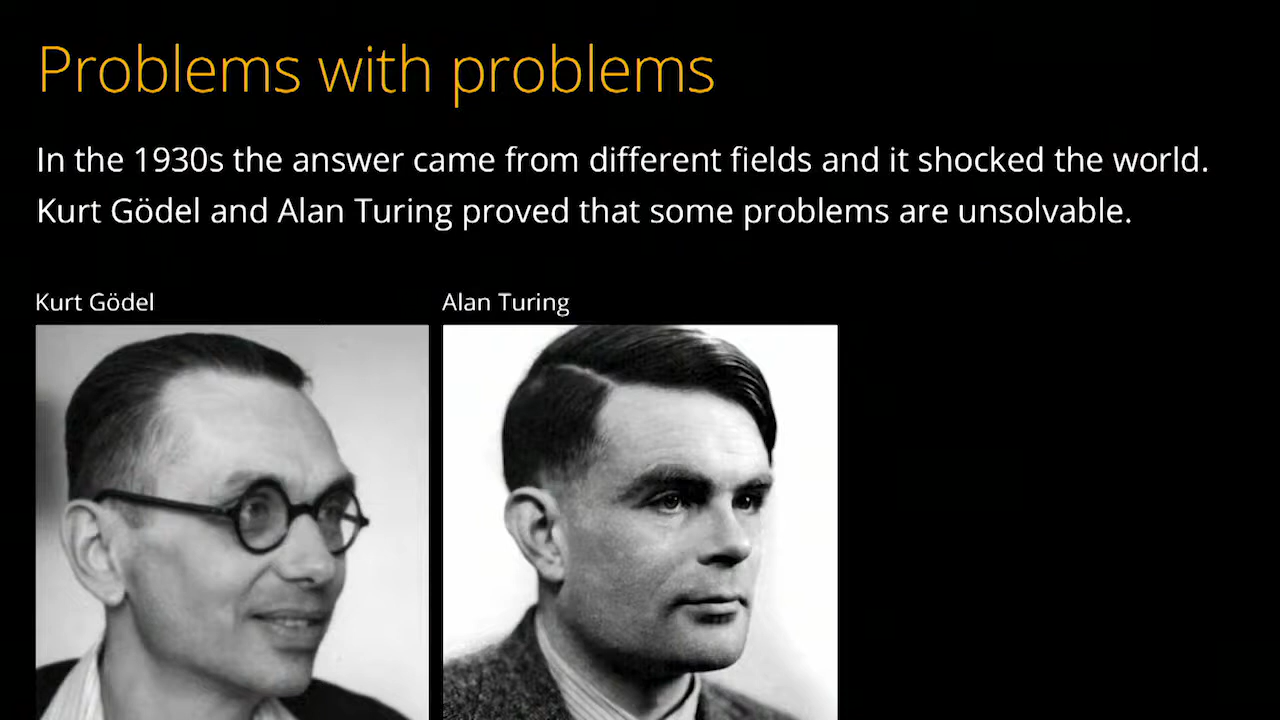 Problems with problems
In the 1930s the answer came from different fields and it shocked the world.
Kurt Gödel and Alan Turing proved that some problems are unsolvable.
Kurt Gödel
Alan Turing